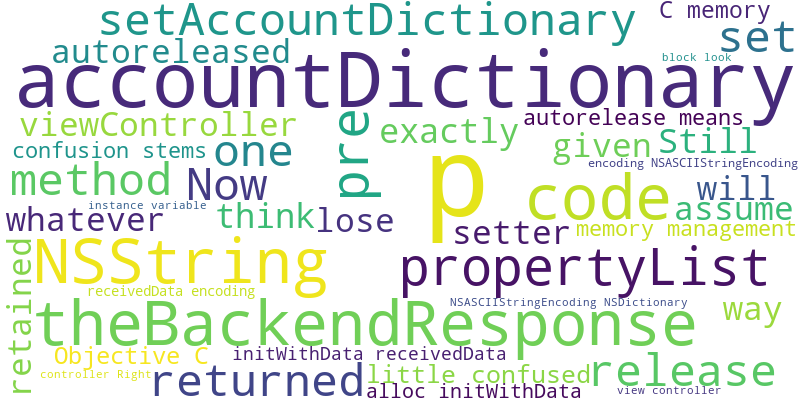 setAccountDictionary
C memory
set
autoreleased
block look
accountDictionary
autorelease means
viewController
pre
exactly
given
Still
confusion stems
one
encoding NSASCIIStringEncoding
method
Now
p
code
will
instance variable
assume
whatever
think
lose
setter
memory management
retained
NSString
propertyList
receivedData encoding
NSASCIIStringEncoding NSDictionary
theBackendResponse
way
Objective C
initWithData receivedData
controller Right
returned
little confused
release
alloc initWithData
view controller